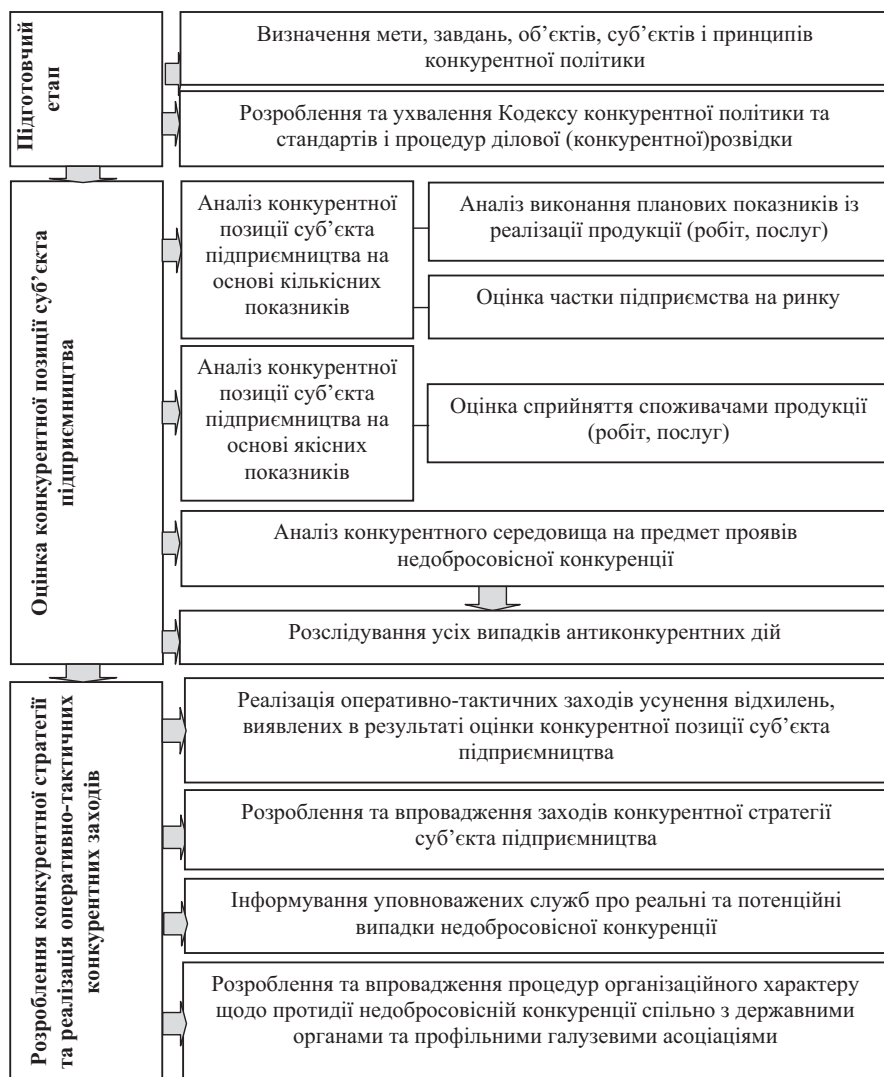 Підготовчий
етап
Визначення мети, завдань, об’єктів, суб’єктів і принципів
конкурентної політики
Розроблення та ухвалення Кодексу конкурентної політики та
стандартів і процедур ділової (конкурентної)розвідки
Оцінка конкурентної позиції суб’єкта
підприємництва
Аналіз конкурентної
позиції суб’єкта
підприємництва на
основі кількісних
показників
Аналіз виконання планових показників із
реалізації продукції (робіт, послуг)
Оцінка частки підприємства на ринку
Аналіз конкурентної
позиції суб’єкта
підприємництва на
основі якісних
показників
Оцінка сприйняття споживачами продукції
(робіт, послуг)
Аналіз конкурентного середовища на предмет проявів
недобросовісної конкуренції
Розслідування усіх випадків антиконкурентних дій
Розроблення конкурентної стратегії
та реалізація оперативно-тактичних
конкурентних заходів
Реалізація оперативно-тактичних заходів усунення відхилень,
виявлених в результаті оцінки конкурентної позиції суб’єкта
підприємництва
Розроблення та впровадження заходів конкурентної стратегії
суб’єкта підприємництва
Інформування уповноважених служб про реальні та потенційні
випадки недобросовісної конкуренції
Розроблення та впровадження процедур організаційного характеру
щодо протидії недобросовісній конкуренції спільно з державними
органами та профільними галузевими асоціаціями